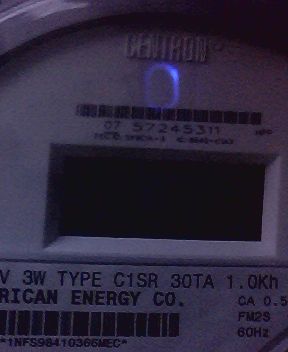 CENTRON
07 57245311
V 3W TYPE C1SR 30TA 1.0Kh
RICAN ENERGY CO.
CA 0.5
FM2S
60Hz
*1NFS98410366MEC*